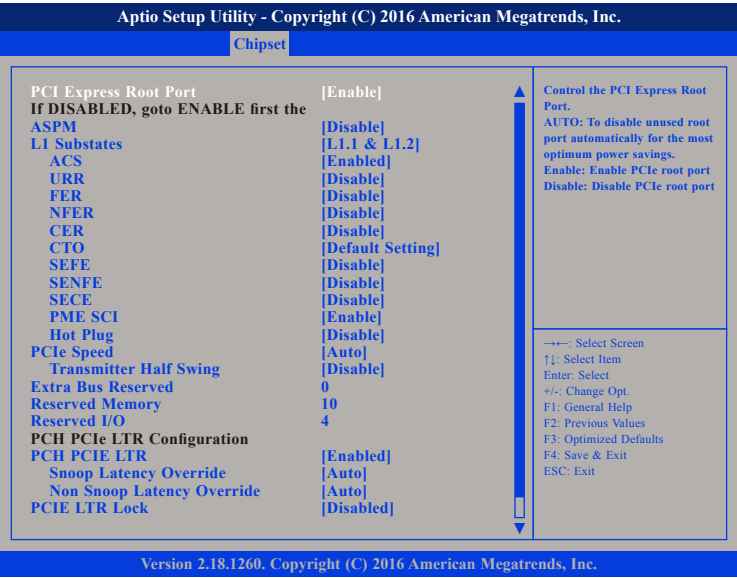 Aptio Setup Utility - Copyright (C) 2016 American Megatrends, Inc.
Chipset
PCI Express Root Port [Enable]
If DISABLED, goto ENABLE first the
ASPM [Disable]
L1 Substates [L1.1 & L1.2]
ACS [Enabled]
URR [Disable]
FER [Disable]
NFER [Disable]
CER [Disable]
CTO [Default Setting]
SEFE [Disable]
SENFE [Disable]
SECE [Disable]
PME SCI [Enable]
Hot Plug [Disable]
PCIe Speed [Auto]
Transmitter Half Swing [Disable]
Extra Bus Reserved 0
Reserved Memory 10
Reserved I/O 4
PCH PCIe LTR Configuration
PCH PCIE LTR [Enabled]
Snoop Latency Override [Auto]
Non Snoop Latency Override [Auto]
PCIE LTR Lock [Disabled]
Control the PCI Express Root
Port.
AUTO: To disable unused root
port automatically for the most
optimum power savings.
Enable: Enable PCIe root port
Disable: Disable PCIe root port
→←: Select Screen
↑↓: Select Item
Enter: Select
+/-: Change Opt.
F1: General Help
F2: Previous Values
F3: Optimized Defaults
F4: Save & Exit
ESC: Exit
Version 2.18.1260. Copyright (C) 2016 American Megatrends, Inc.